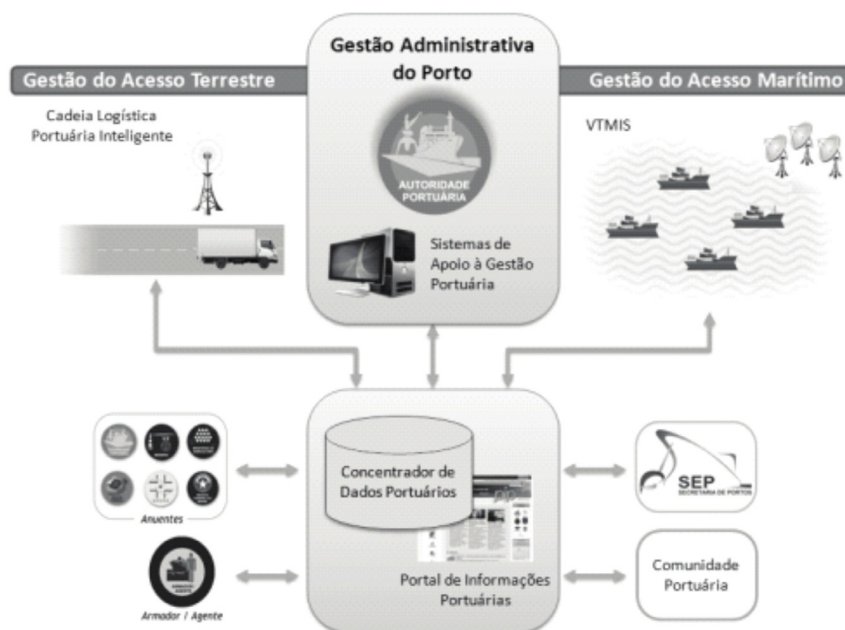 Gestão Administrativa
do Porto
Gestão do Acesso Terrestre
Gestão do Acesso Marítimo
Cadeia Logística
Portuária Inteligente
VTMIS
AUTORIDADE
PORTUÁRIA
Sistemas de
Apoio à Gestão
Portuária
Concentrador de
Dados Portuários
Portal de Informações
Portuárias
Anuentes
ARMADOR
AGENTE
Armador / Agente
SEP
SECRETARIA DE PORTOS
Comunidade
Portuária